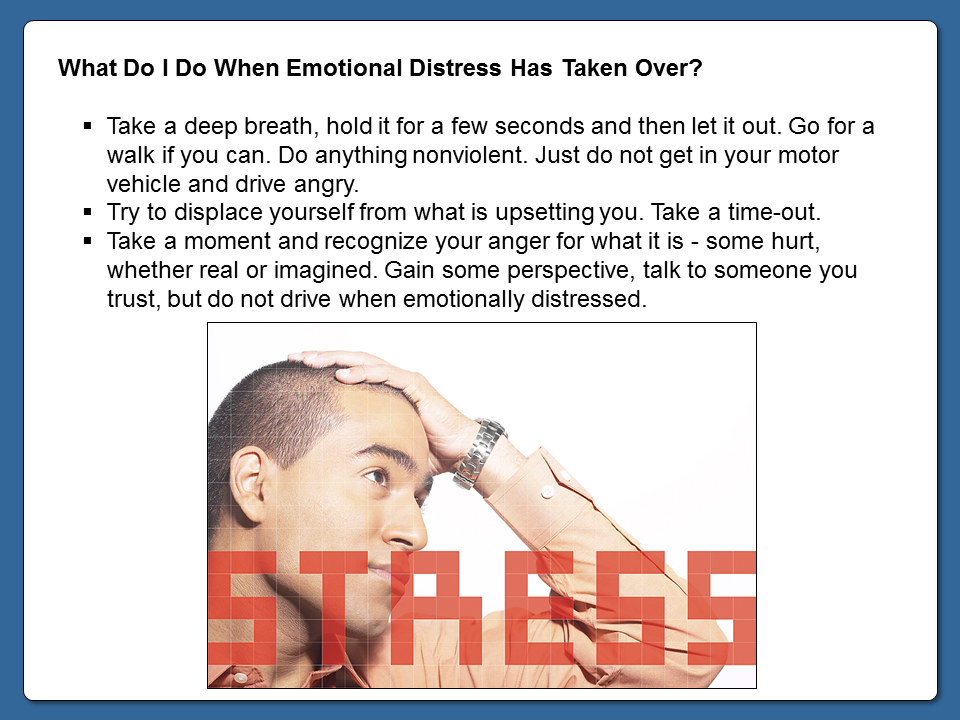 What Do I Do When Emotional Distress Has Taken Over?
▪ Take a deep breath, hold it for a few seconds and then let it out. Go for a
walk if you can. Do anything nonviolent. Just do not get in your motor
vehicle and drive angry.
▪ Try to displace yourself from what is upsetting you. Take a time-out.
▪ Take a moment and recognize your anger for what it is - some hurt,
whether real or imagined. Gain some perspective, talk to someone you
trust, but do not drive when emotionally distressed.
STRESS